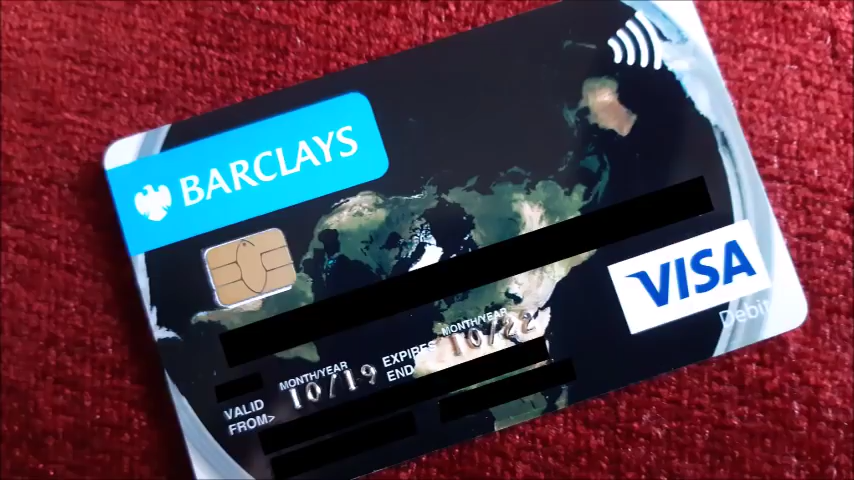 BARCLAYS
VISA
Debit
MONTH/YEAR
10/19
EXPIRES
END
MONTH/YEAR
10/22
VALID
FROM>